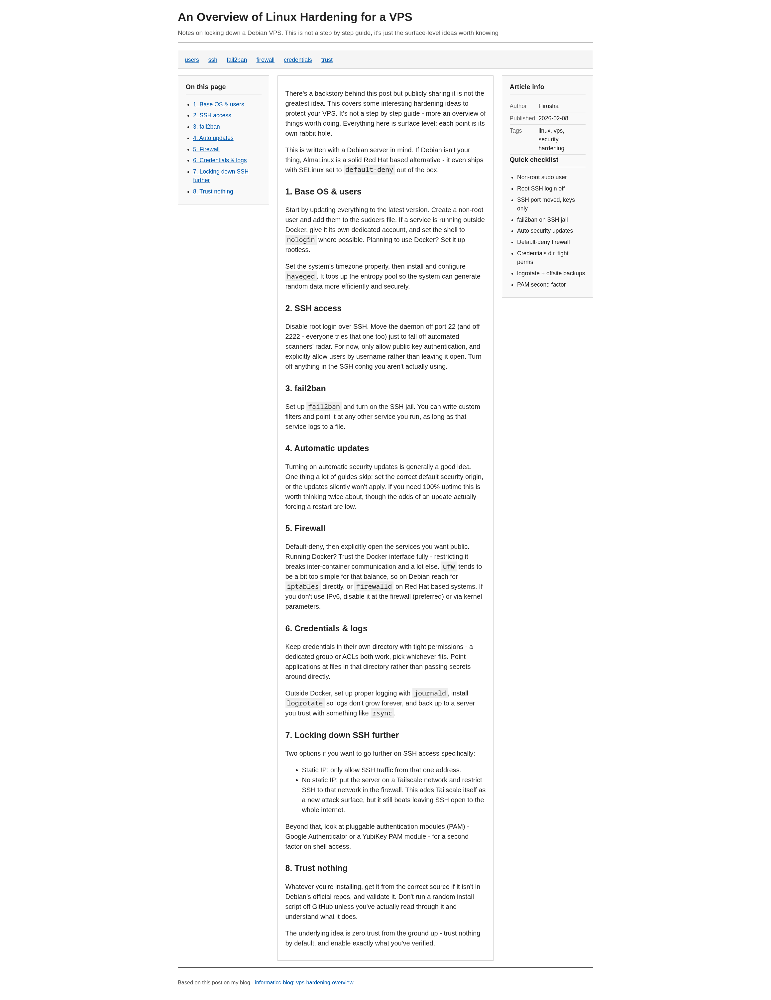 An Overview of Linux Hardening for a VPS
Notes on locking down a Debian VPS. This is not a step by step guide, it's just the surface-level ideas worth knowing
users ssh fail2ban firewall credentials trust
On this page
1. Base OS & users
2. SSH access
3. fail2ban
4. Auto updates
5. Firewall
6. Credentials & logs
7. Locking down SSH
further
8. Trust nothing
There's a backstory behind this post but publicly sharing it is not the
greatest idea. This covers some interesting hardening ideas to
protect your VPS. It's not a step by step guide - more an overview of
things worth doing. Everything here is surface level; each point is its
own rabbit hole.
This is written with a Debian server in mind. If Debian isn't your
thing, AlmaLinux is a solid Red Hat based alternative - it even ships
with SELinux set to default-deny out of the box.
1. Base OS & users
Start by updating everything to the latest version. Create a non-root
user and add them to the sudoers file. If a service is running outside
Docker, give it its own dedicated account, and set the shell to
nologin where possible. Planning to use Docker? Set it up
rootless.
Set the system's timezone properly, then install and configure
haveged. It tops up the entropy pool so the system can generate
random data more efficiently and securely.
2. SSH access
Disable root login over SSH. Move the daemon off port 22 (and off
2222 - everyone tries that one too) just to fall off automated
scanners' radar. For now, only allow public key authentication, and
explicitly allow users by username rather than leaving it open. Turn
off anything in the SSH config you aren't actually using.
3. fail2ban
Set up fail2ban and turn on the SSH jail. You can write custom
filters and point it at any other service you run, as long as that
service logs to a file.
4. Automatic updates
Turning on automatic security updates is generally a good idea.
One thing a lot of guides skip: set the correct default security origin,
or the updates silently won't apply. If you need 100% uptime this is
worth thinking twice about, though the odds of an update actually
forcing a restart are low.
5. Firewall
Default-deny, then explicitly open the services you want public.
Running Docker? Trust the Docker interface fully - restricting it
breaks inter-container communication and a lot else. ufw tends to
be a bit too simple for that balance, so on Debian reach for
iptables directly, or firewalld on Red Hat based systems. If
you don't use IPv6, disable it at the firewall (preferred) or via kernel
parameters.
6. Credentials & logs
Keep credentials in their own directory with tight permissions - a
dedicated group or ACLs both work, pick whichever fits. Point
applications at files in that directory rather than passing secrets
around directly.
Outside Docker, set up proper logging with journald, install
logrotate so logs don't grow forever, and back up to a server
you trust with something like rsync.
7. Locking down SSH further
Two options if you want to go further on SSH access specifically:
Static IP: only allow SSH traffic from that one address.
No static IP: put the server on a Tailscale network and restrict
SSH to that network in the firewall. This adds Tailscale itself as
a new attack surface, but it still beats leaving SSH open to the
whole internet.
Beyond that, look at pluggable authentication modules (PAM) -
Google Authenticator or a YubiKey PAM module - for a second
factor on shell access.
8. Trust nothing
Whatever you're installing, get it from the correct source if it isn't in
Debian's official repos, and validate it. Don't run a random install
script off GitHub unless you've actually read through it and
understand what it does.
The underlying idea is zero trust from the ground up - trust nothing
by default, and enable exactly what you've verified.
Article info
Author Hirusha
Published 2026-02-08
Tags linux, vps,
security,
hardening
Quick checklist
Non-root sudo user
Root SSH login off
SSH port moved, keys
only
fail2ban on SSH jail
Auto security updates
Default-deny firewall
Credentials dir, tight
perms
logrotate + offsite backups
PAM second factor
Based on this post on my blog - informaticc-blog: vps-hardening-overview